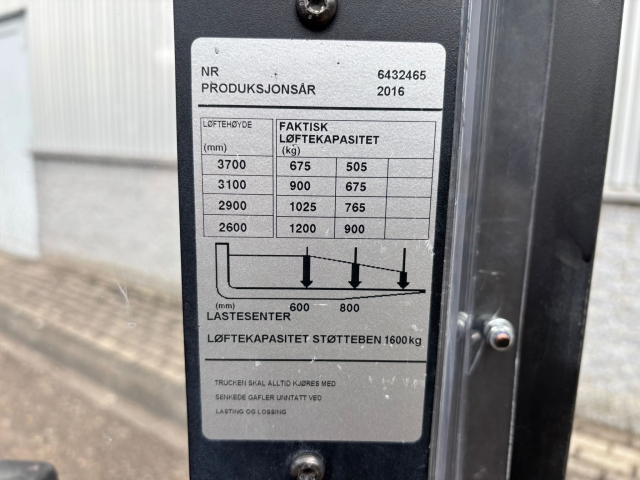 NR 6432465
PRODUKSJONSÅR 2016
LØFTEHØYDE
(mm)
FAKTISK
LØFTEKAPASITET
(kg)
3700 675 505
3100 900 675
2900 1025 765
2600 1200 900
(mm) 600 800
LASTESENTER
LØFTEKAPASITET STØTTEBEN 1600 kg
TRUCKEN SKAL ALLTID KJØRES MED
SENKEDE GAFLER UNNTATT VED
LASTING OG LOSSING